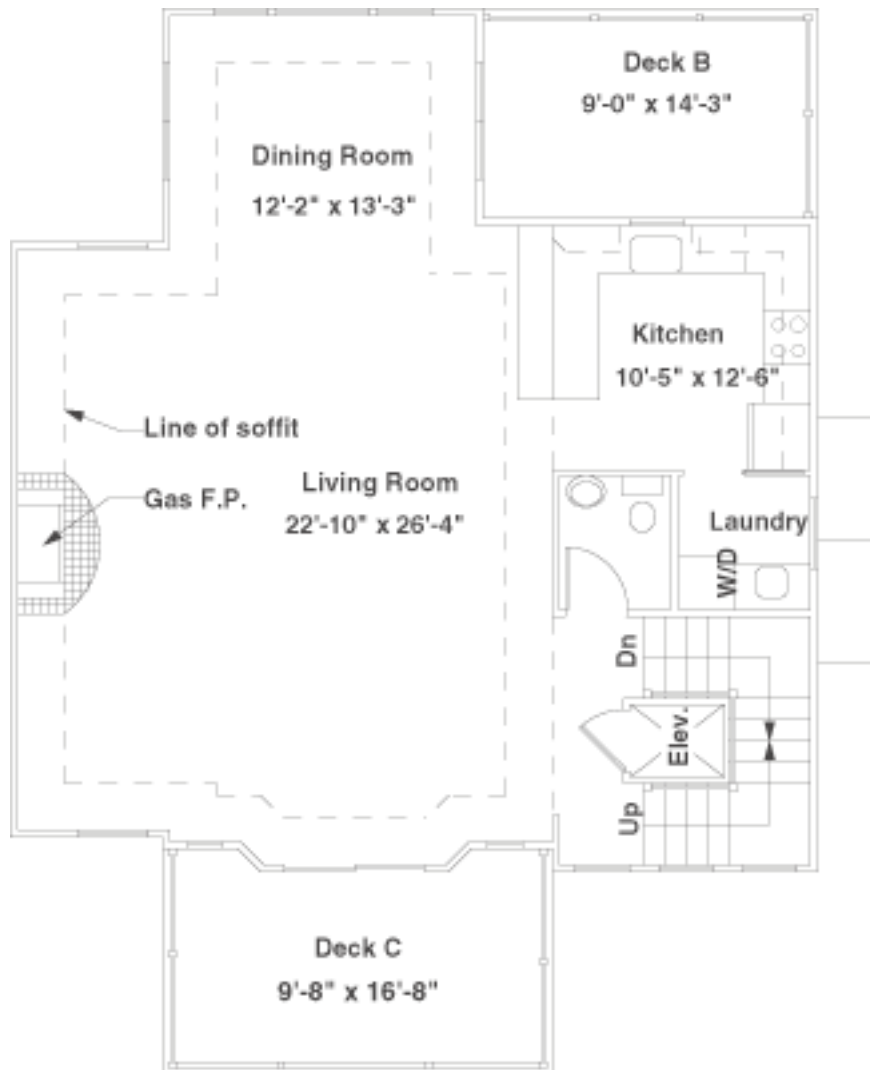 Deck B
9'-0" x 14'-3"
Dining Room
12'-2" x 13'-3"
Kitchen
10'-5" x 12'-6"
Line of soffit
Living Room
22'-10" x 26'-4"
Gas F.P.
Laundry
W/D
Dn
Elev.
Up
Deck C
9'-8" x 16'-8"